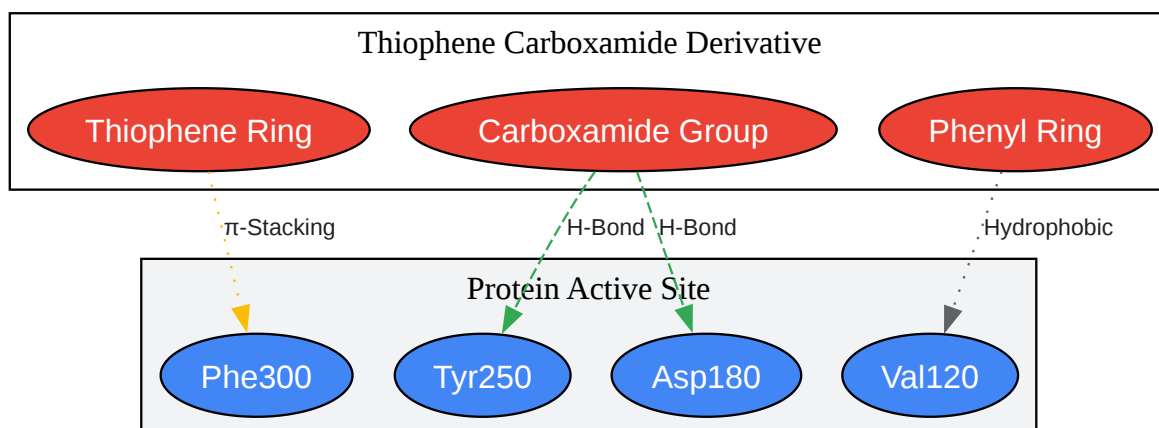 Thiophene Carboxamide Derivative
Thiophene Ring
Carboxamide Group
Phenyl Ring
π-Stacking
H-Bond
H-Bond
Hydrophobic
Protein Active Site
Phe300
Tyr250
Asp180
Val120